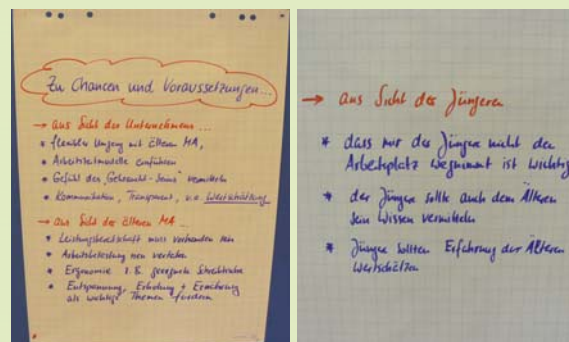 Zu Chancen und Voraussetzungen...
→ aus Sicht des Unternehmens...
* flexibler Umgang mit älteren MA,
* Arbeitszeitmodelle einführen
* Gefühl des "Gebraucht-Seins" vermitteln
* Kommunikation, Transparenz, v.a. Wertschätzung
→ aus Sicht der älteren MA...
* Leistungsbereitschaft muss vorhanden sein
* Arbeitsbelastung neu verteilen
* Ergonomie z.B. geeignete
* Entspannung, Erholung + Ernährung
als wichtige Themen fördern
→ aus Sicht der Jüngeren
* dass mir der Jüngere nicht den
Arbeitsplatz wegnimmt ist wichtig
* der Jüngere sollte auch dem Älteren
sein Wissen vermitteln
* Jüngere sollten Erfahrung der Älteren
wertschätzen